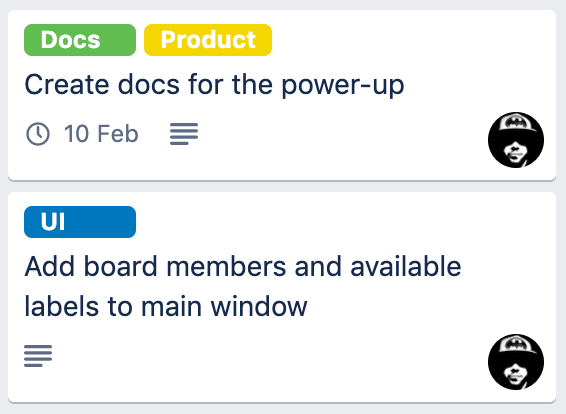 Docs Product
Create docs for the power-up
10 Feb
UI
Add board members and available
labels to main window